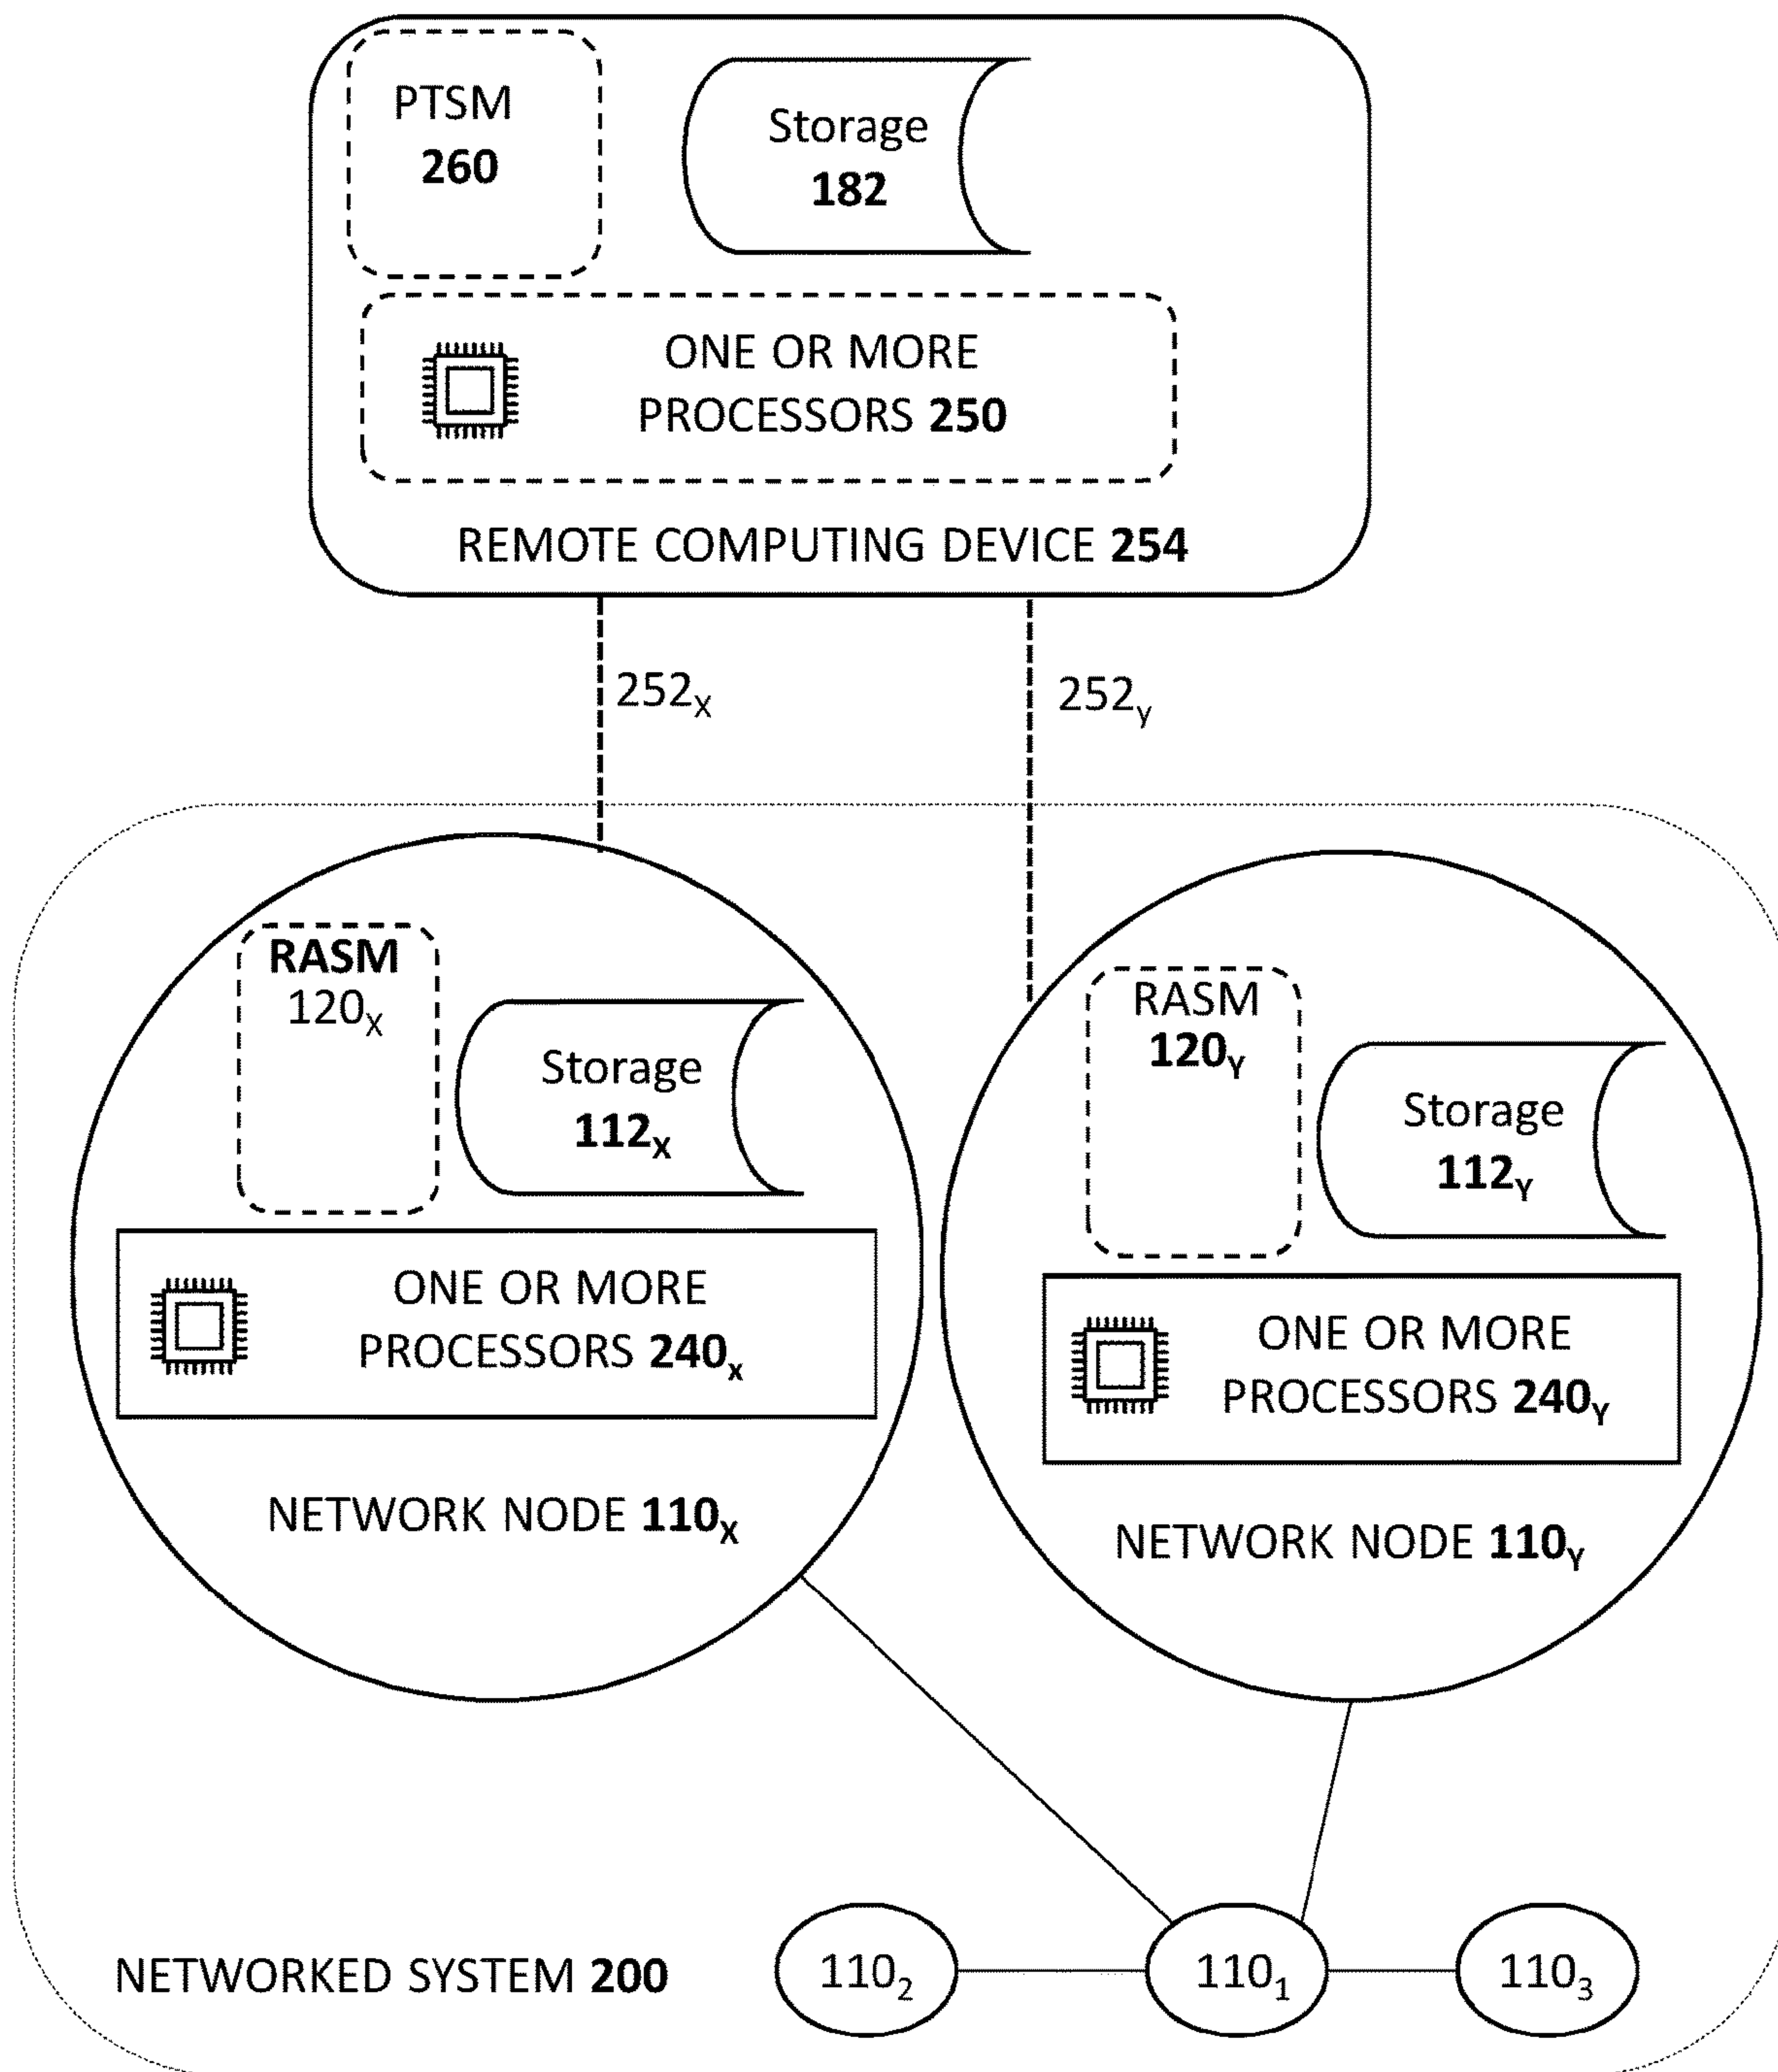 PTSM
260
Storage
182
ONE OR MORE
PROCESSORS 250
REMOTE COMPUTING DEVICE 254
252X
252y
RASM
120X
Storage
112X
ONE OR MORE
PROCESSORS 240x
NETWORK NODE 110X
RASM
120Y
Storage
112Y
ONE OR MORE
PROCESSORS 240Y
NETWORK NODE 110Y
NETWORKED SYSTEM 200
1102
1101
1103